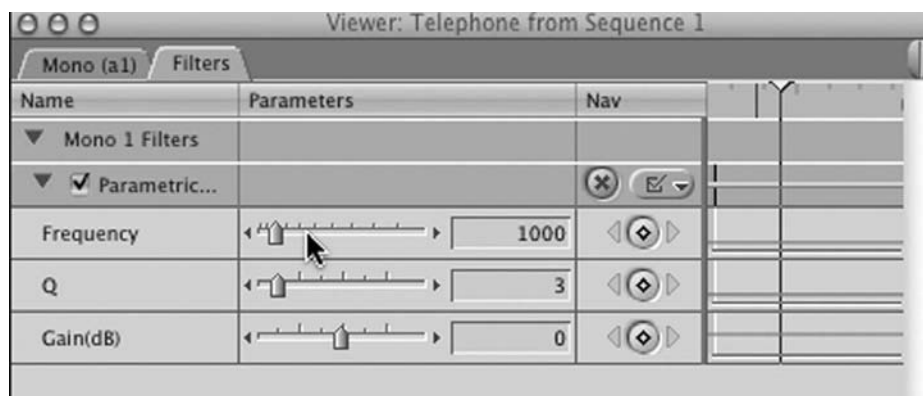 Viewer: Telephone from Sequence 1
Mono (a1) Filters
Name Parameters Nav
Mono 1 Filters
Parametric...
Frequency 1000
Q 3
Gain(dB) 0